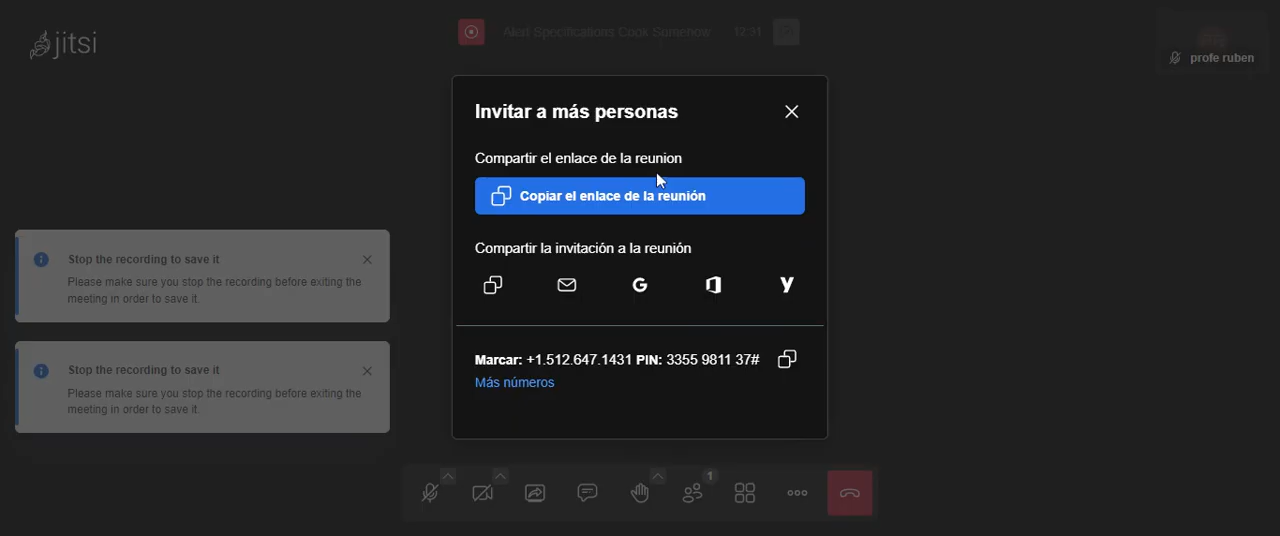 jitsi
Alert Specifications Cook Somehow 12:31
profe ruben
Invitar a más personas
Compartir el enlace de la reunion
Copiar el enlace de la reunión
Compartir la invitación a la reunión
Stop the recording to save it
Please make sure you stop the recording before exiting the
meeting in order to save it.
Stop the recording to save it
Please make sure you stop the recording before exiting the
meeting in order to save it.
Marcar: +1.512.647.1431 PIN: 3355 9811 37#
Más números
1